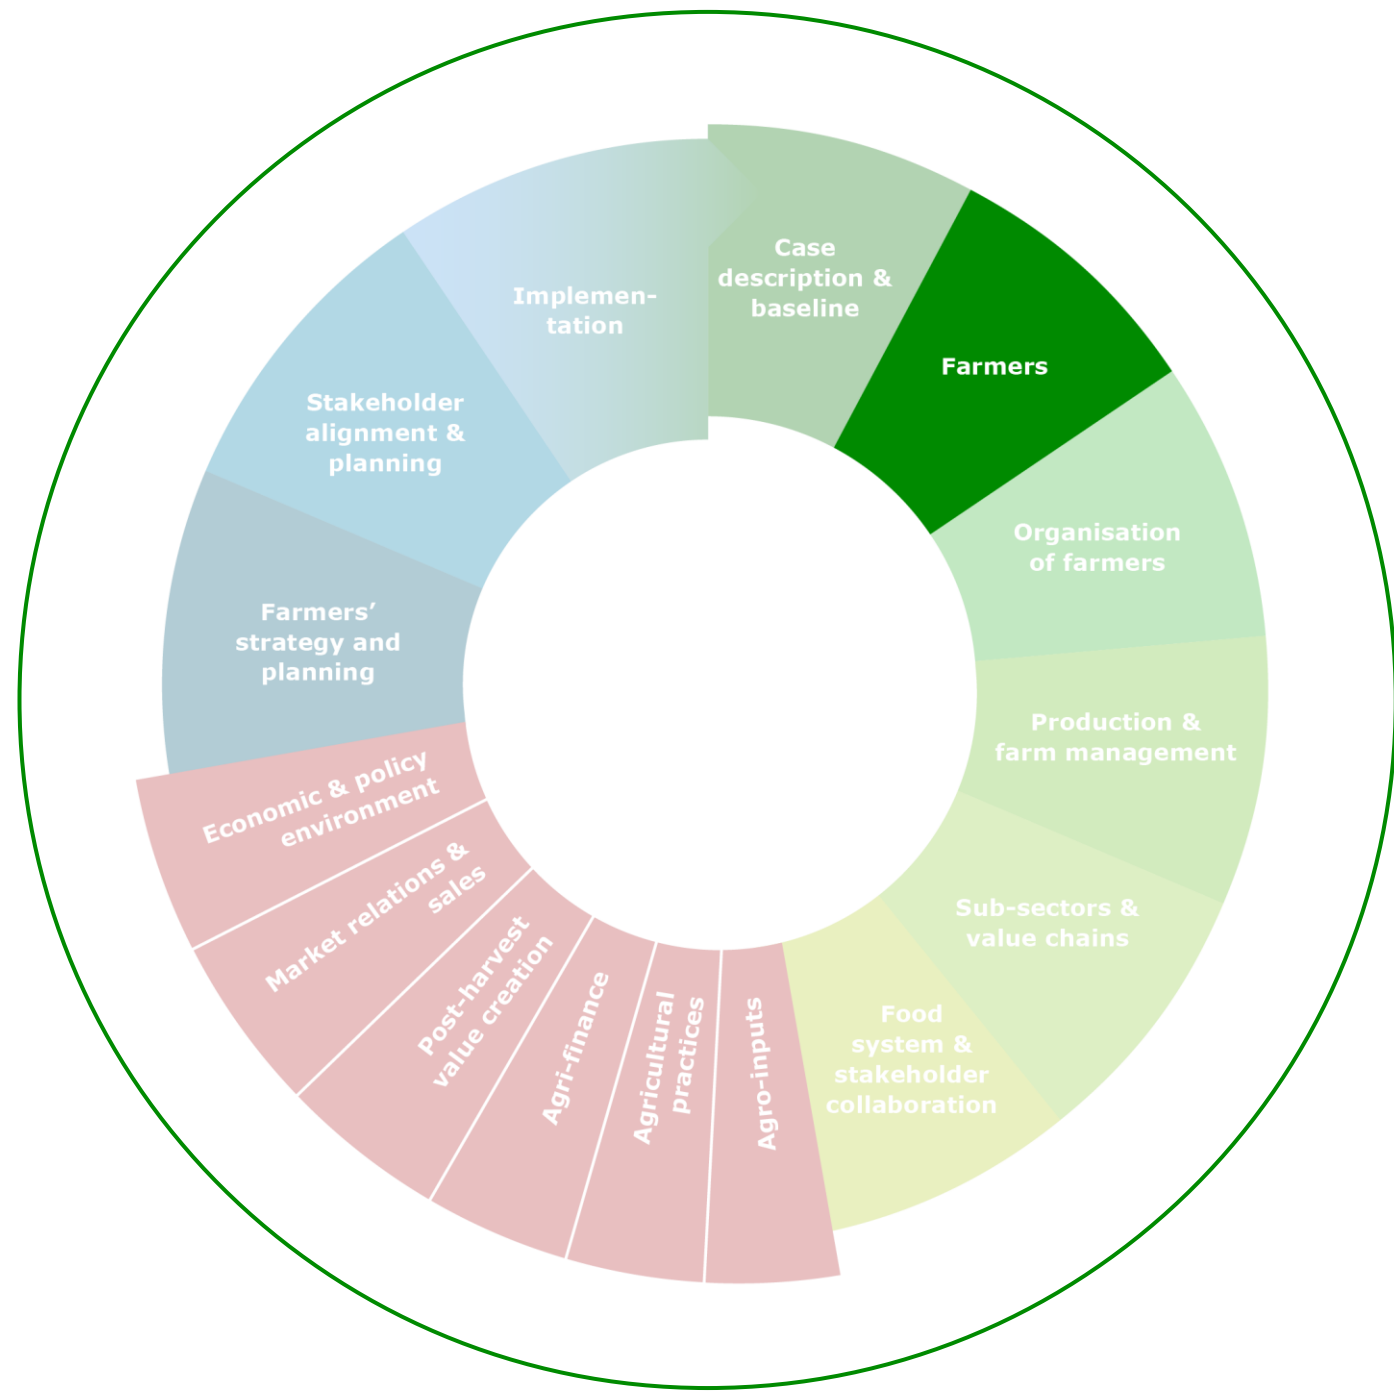 Case
description &
baseline
Farmers
Organisation
of farmers
Production &
farm management
Sub-sectors &
value chains
Food
system &
stakeholder
collaboration
Agro-inputs
Agricultural
practices
Agri-finance
Post-harvest
value creation
Market relations &
sales
Economic & policy
environment
Farmers’
strategy and
planning
Stakeholder
alignment &
planning
Implemen-
tation